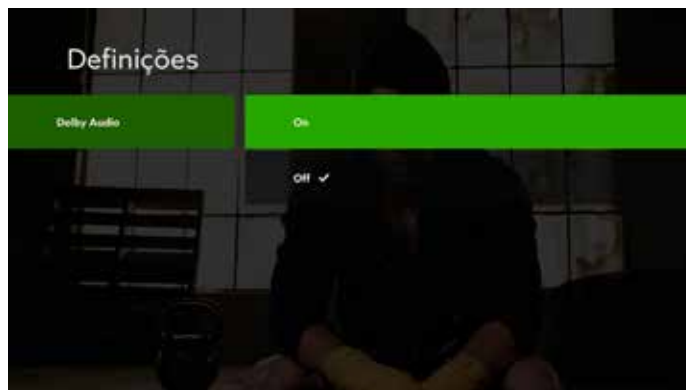 Definições
Dolby Audio
On
Off ✓